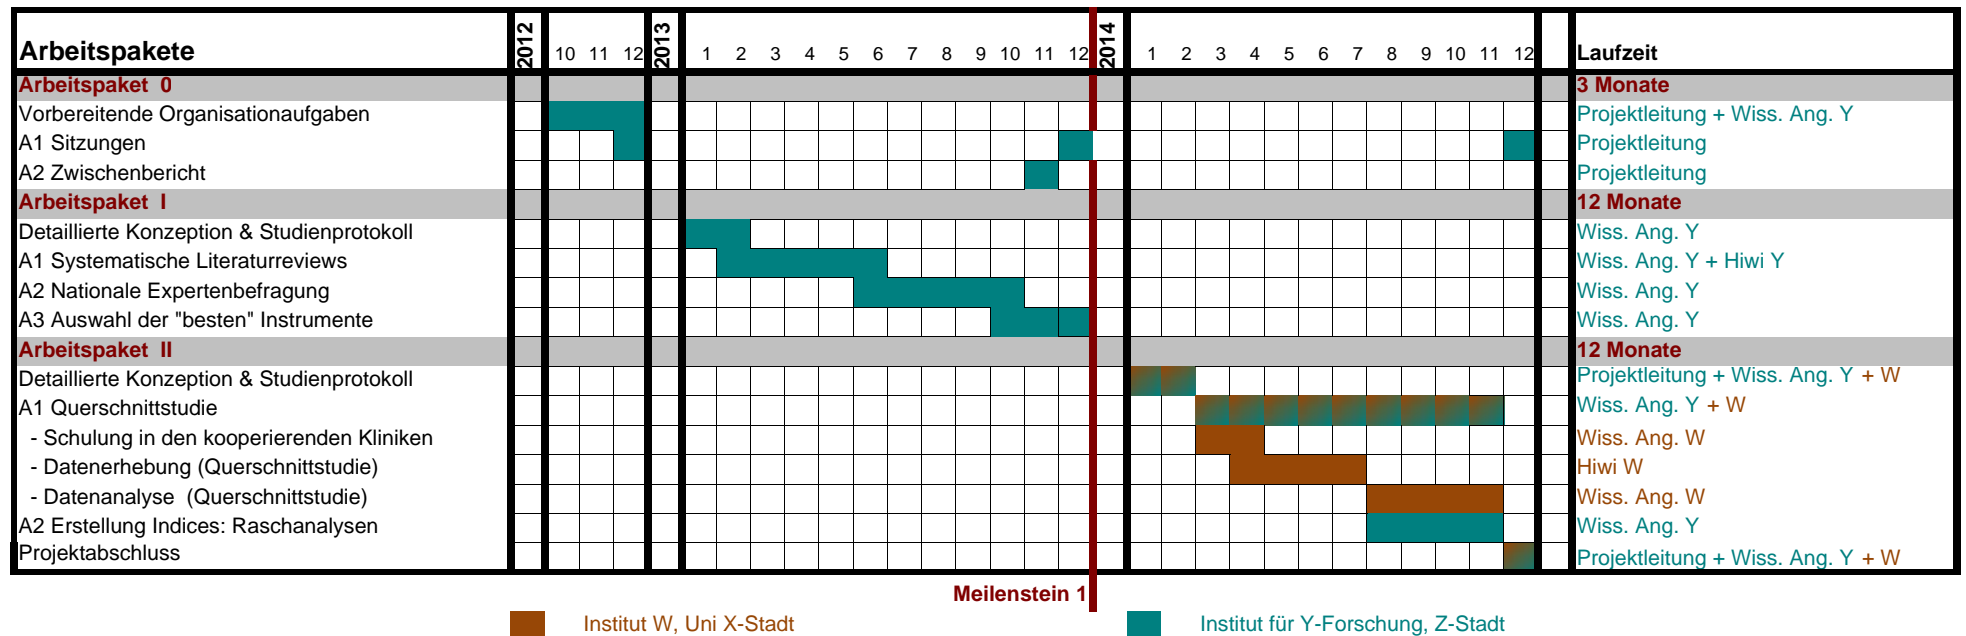 Arbeitspakete 2012 10 11 12 2013 1 2 3 4 5 6 7 8 9 10 11 12 2014 1 2 3 4 5 6 7 8 9 10 11 12 Laufzeit
Arbeitspaket 0 3 Monate
Vorbereitende Organisationaufgaben Projektleitung + Wiss. Ang. Y
A1 Sitzungen Projektleitung
A2 Zwischenbericht Projektleitung
Arbeitspaket I 12 Monate
Detaillierte Konzeption & Studienprotokoll Wiss. Ang. Y
A1 Systematische Literaturreviews Wiss. Ang. Y + Hiwi Y
A2 Nationale Expertenbefragung Wiss. Ang. Y
A3 Auswahl der "besten" Instrumente Wiss. Ang. Y
Arbeitspaket II 12 Monate
Detaillierte Konzeption & Studienprotokoll Projektleitung + Wiss. Ang. Y + W
A1 Querschnittstudie Wiss. Ang. Y + W
- Schulung in den kooperierenden Kliniken Wiss. Ang. W
- Datenerhebung (Querschnittstudie) Hiwi W
- Datenanalyse (Querschnittstudie) Wiss. Ang. W
A2 Erstellung Indices: Raschanalysen Wiss. Ang. Y
Projektabschluss Projektleitung + Wiss. Ang. Y + W
Meilenstein 1
Institut W, Uni X-Stadt Institut für Y-Forschung, Z-Stadt